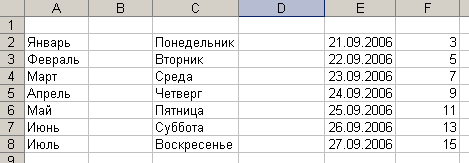 A B C D E F
1
2 Январь Понедельник 21.09.2006 3
3 Февраль Вторник 22.09.2006 5
4 Март Среда 23.09.2006 7
5 Апрель Четверг 24.09.2006 9
6 Май Пятница 25.09.2006 11
7 Июнь Суббота 26.09.2006 13
8 Июль Воскресенье 27.09.2006 15